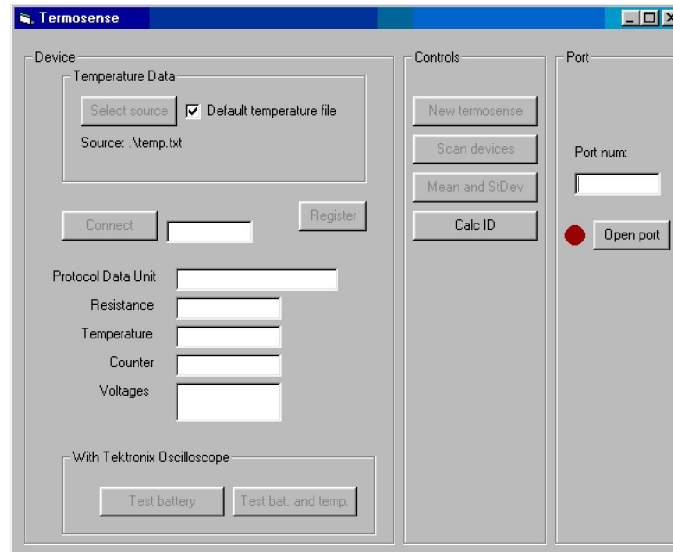 Termosense
Device
Temperature Data
Select source
Default temperature file
Source: .\temp.txt
Connect
Register
Protocol Data Unit
Resistance
Temperature
Counter
Voltages
With Tektronix Oscilloscope
Test battery
Test bat. and temp.
Controls
New termosense
Scan devices
Mean and StDev
Calc ID
Port
Port num:
Open port